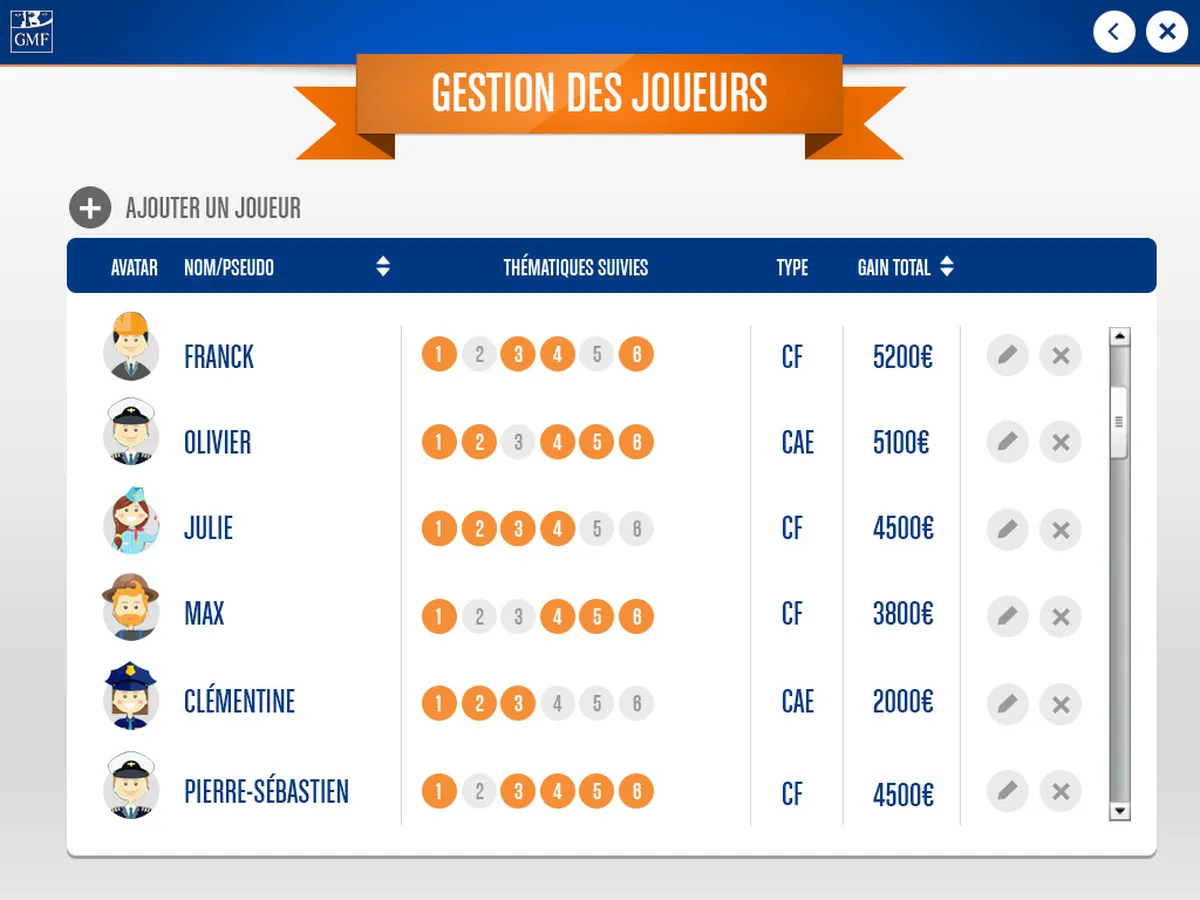 GMF
GESTION DES JOUEURS
AJOUTER UN JOUEUR
AVATAR NOM/PSEUDO THÉMATIQUES SUIVIES TYPE GAIN TOTAL
FRANCK 1 2 3 4 5 6 CF 5200€
OLIVIER 1 2 3 4 5 6 CAE 5100€
JULIE 1 2 3 4 5 6 CF 4500€
MAX 1 2 3 4 5 6 CF 3800€
CLÉMENTINE 1 2 3 4 5 6 CAE 2000€
PIERRE-SÉBASTIEN 1 2 3 4 5 6 CF 4500€